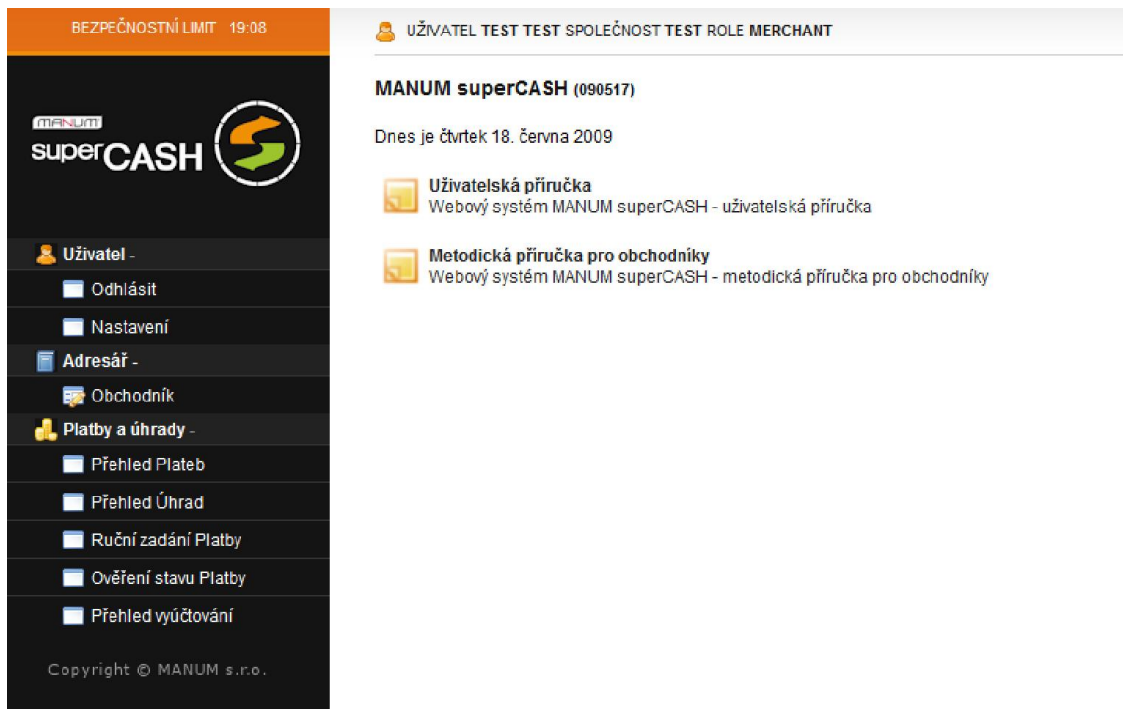 BEZPEČNOSTNÍ LIMIT 19:08
manum
superCASH
Uživatel -
Odhlásit
Nastavení
Adresář -
Obchodník
Platby a úhrady -
Přehled Plateb
Přehled Úhrad
Ruční zadání Platby
Ověření stavu Platby
Přehled vyúčtování
Copyright © MANUM s.r.o.
UŽIVATEL TEST TEST SPOLEČNOST TEST ROLE MERCHANT
MANUM superCASH (090517)
Dnes je čtvrtek 18. června 2009
Uživatelská příručka
Webový systém MANUM superCASH - uživatelská příručka
Metodická příručka pro obchodníky
Webový systém MANUM superCASH - metodická příručka pro obchodníky